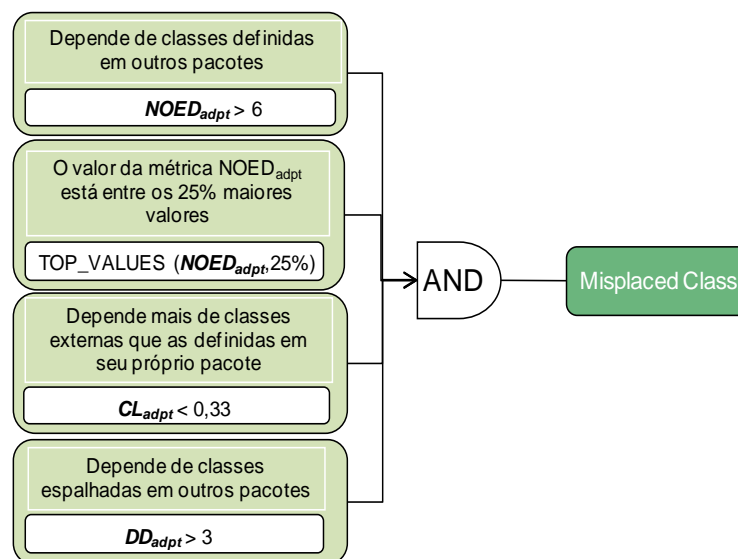 Depende de classes definidas
em outros pacotes
NOEDadpt > 6
O valor da métrica NOEDadpt
está entre os 25% maiores
valores
TOP_VALUES (NOEDadpt,25%)
Depende mais de classes
externas que as definidas em
seu próprio pacote
CLadpt < 0,33
Depende de classes
espalhadas em outros pacotes
DDadpt > 3
AND
Misplaced Class